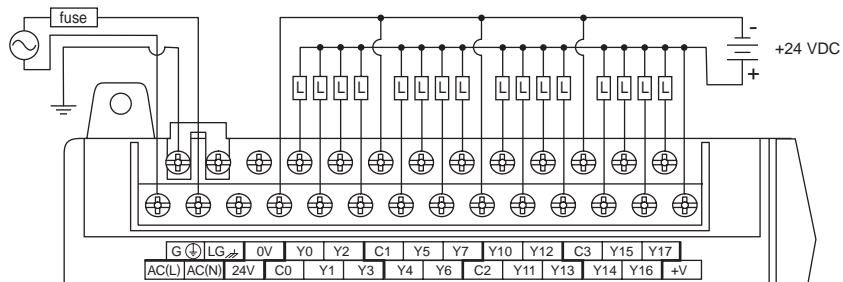 fuse
-
+24 VDC
+
L L L L L L L L L L L L L L L
G LG 0V Y0 Y2 C1 Y5 Y7 Y10 Y12 C3 Y15 Y17
AC(L) AC(N) 24V C0 Y1 Y3 Y4 Y6 C2 Y11 Y13 Y14 Y16 +V